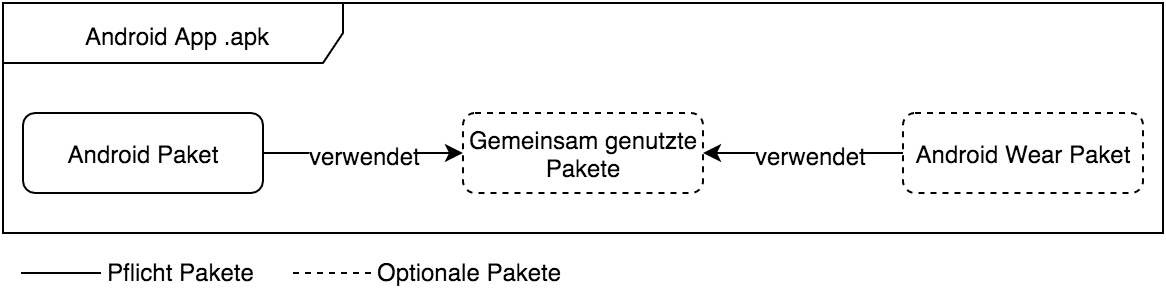 Android App .apk
Android Paket
verwendet
Gemeinsam genutzte
Pakete
verwendet
Android Wear Paket
Pflicht Pakete
Optionale Pakete